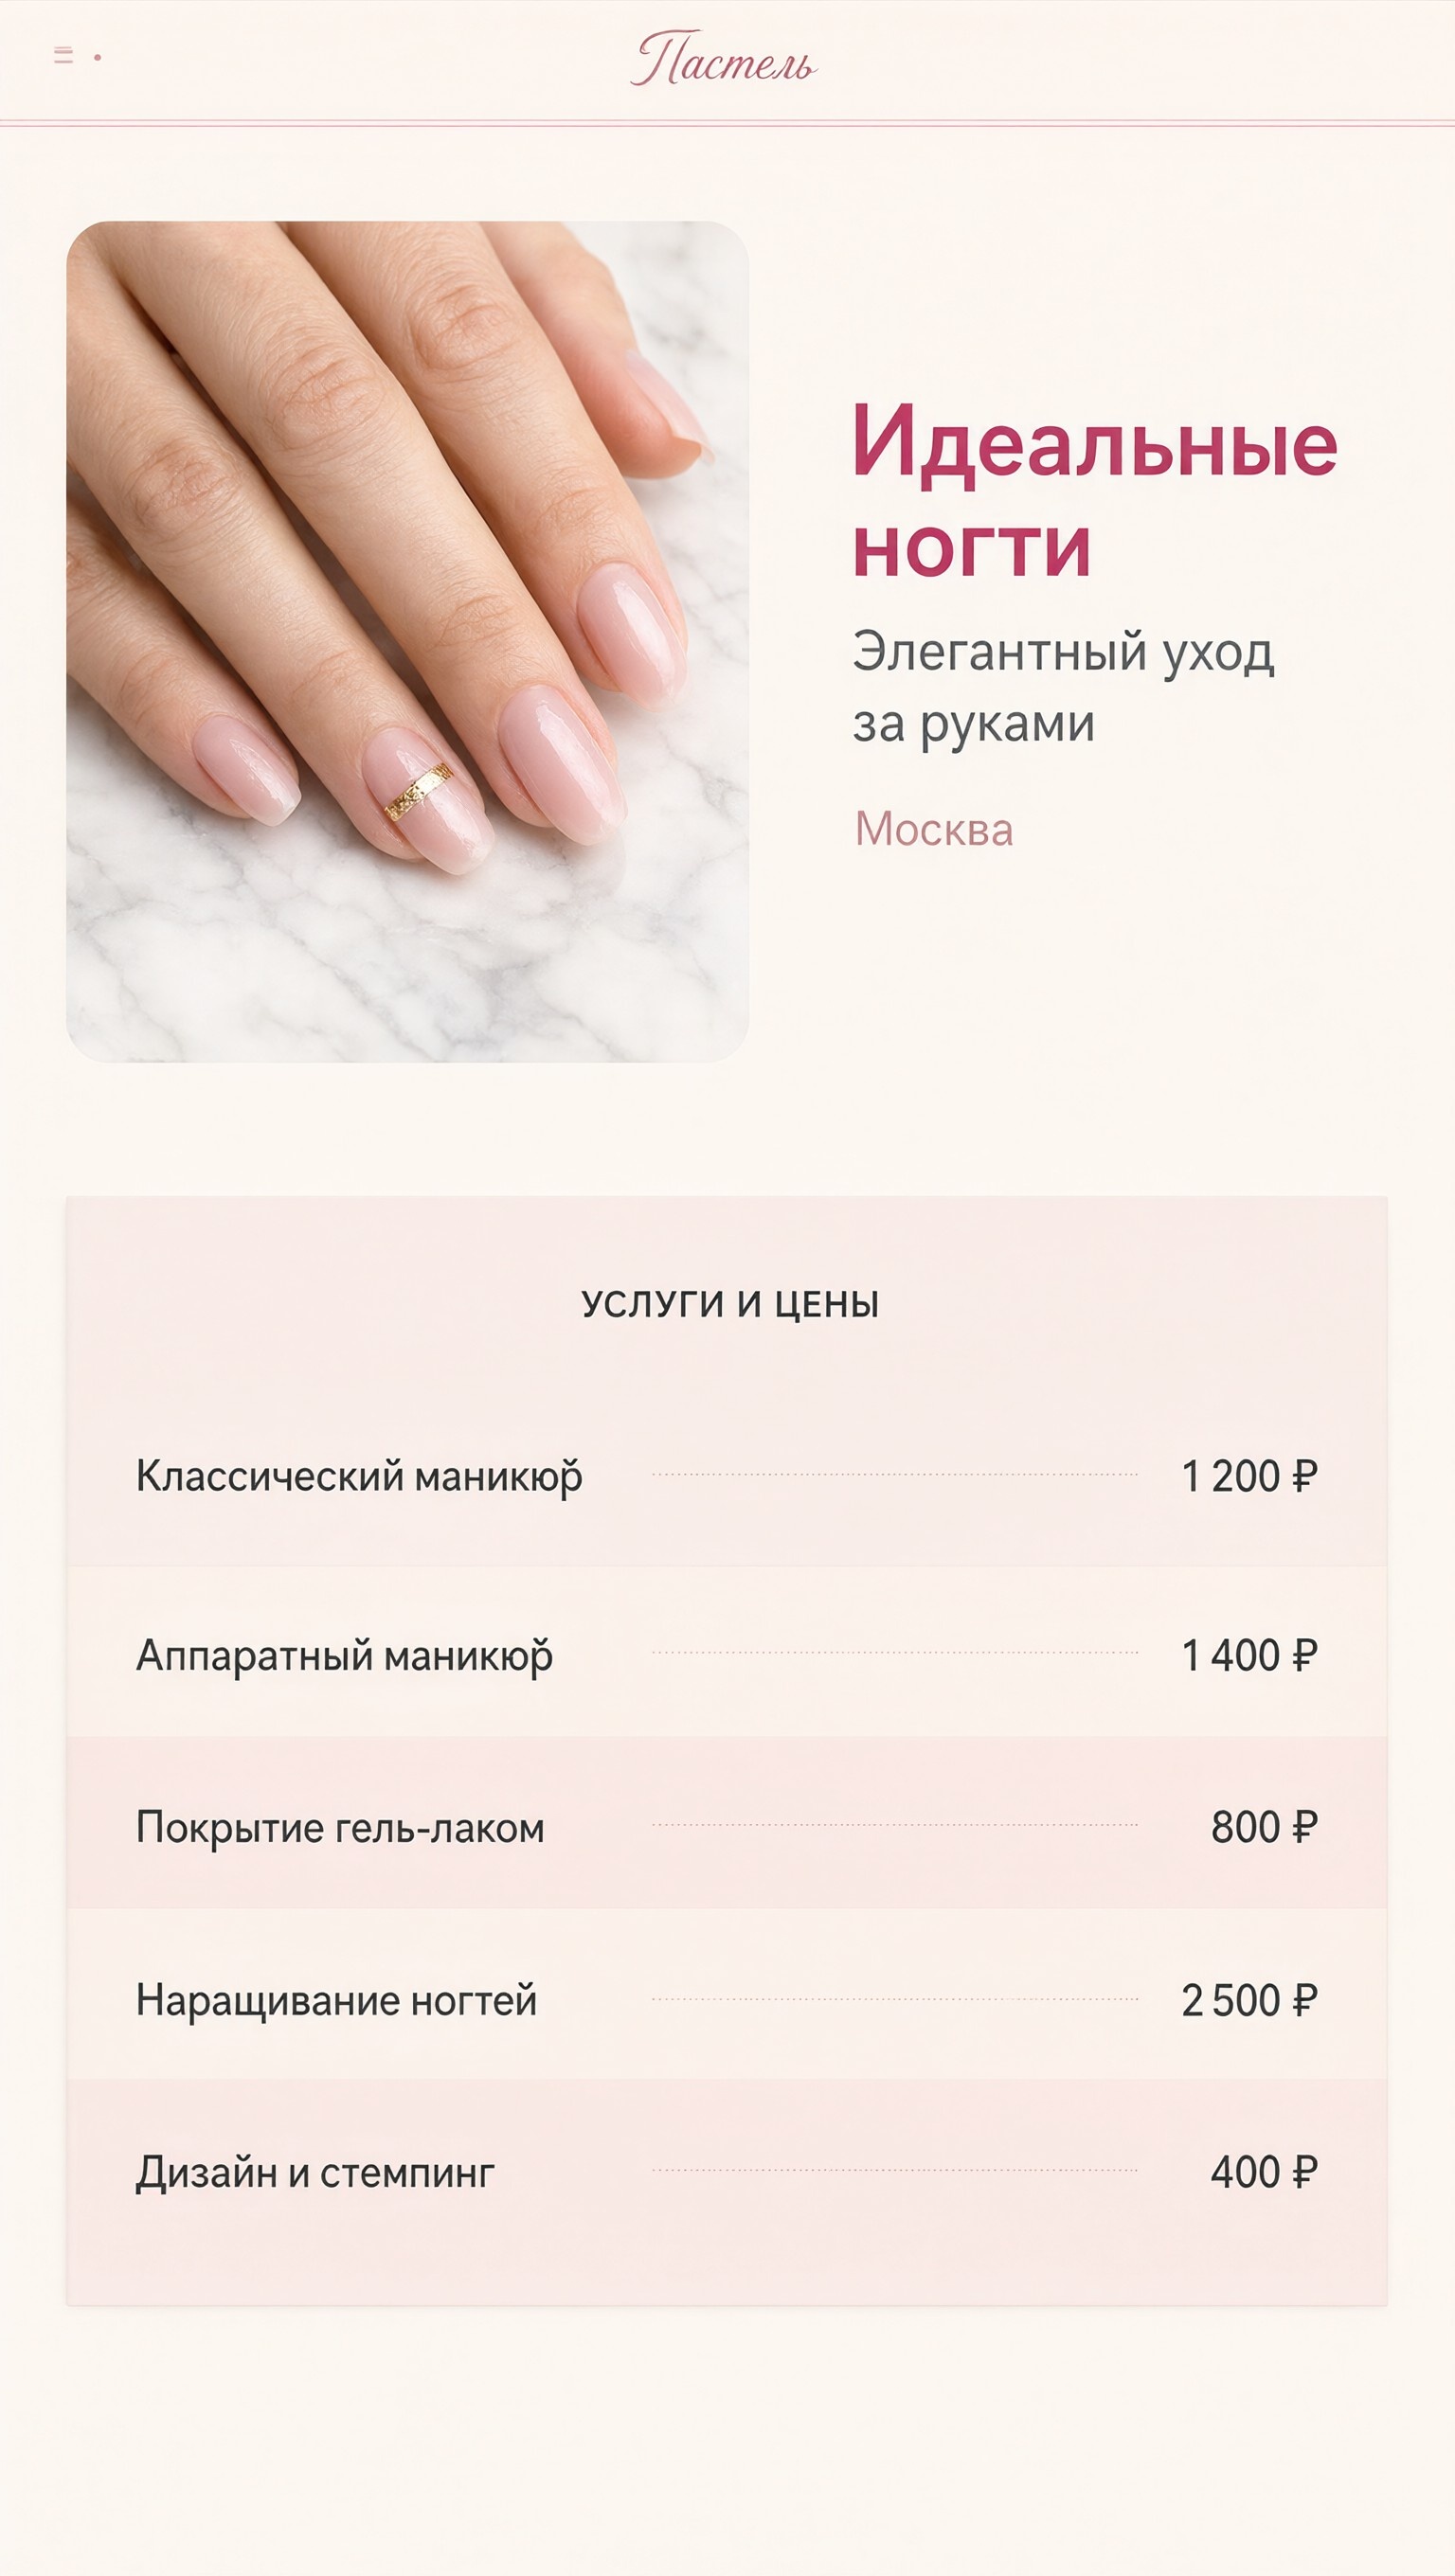 Пастель
Идеальные
ногти
Элегантный уход
за руками
Москва
УСЛУГИ И ЦЕНЫ
Классический маникюр̆ 1 200 ₽
Аппаратный маникюр̆ 1 400 ₽
Покрытие гель-лаком 800 ₽
Наращивание ногтей 2 500 ₽
Дизайн и стемпинг 400 ₽